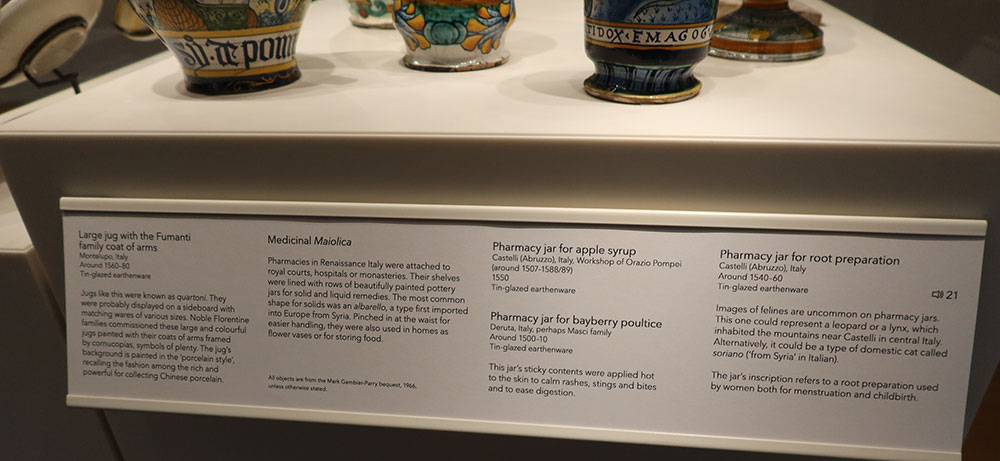 sy. de pom
TIDOX·EMAGOG
Large jug with the Fumanti
family coat of arms
Montelupo, Italy
Around 1560-80
Tin-glazed earthenware
Jugs like this were known as quartoni. They
were probably displayed on a sideboard with
matching wares of various sizes. Noble Florentine
families commissioned these large and colourful
jugs painted with their coats of arms framed
by cornucopias, symbols of plenty. The jug's
background is painted in the 'porcelain style',
recalling the fashion among the rich and
powerful for collecting Chinese porcelain.
Medicinal Maiolica
Pharmacies in Renaissance Italy were attached to
royal courts, hospitals or monasteries. Their shelves
were lined with rows of beautifully painted pottery
jars for solid and liquid remedies. The most common
shape for solids was an albarello, a type first imported
into Europe from Syria. Pinched in at the waist for
easier handling, they were also used in homes as
flower vases or for storing food.
All objects are from the Mark Gambier-Parry bequest, 1966,
unless otherwise stated.
Pharmacy jar for apple syrup
Castelli (Abruzzo), Italy, Workshop of Orazio Pompei
(around 1507-1588/89)
1550
Tin-glazed earthenware
Pharmacy jar for bayberry poultice
Deruta, Italy, perhaps Masci family
Around 1500-10
Tin-glazed earthenware
This jar's sticky contents were applied hot
to the skin to calm rashes, stings and bites
and to ease digestion.
Pharmacy jar for root preparation
Castelli (Abruzzo), Italy
Around 1540-60
Tin-glazed earthenware
21
Images of felines are uncommon on pharmacy jars.
This one could represent a leopard or a lynx, which
inhabited the mountains near Castelli in central Italy.
Alternatively, it could be a type of domestic cat called
soriano ('from Syria' in Italian).
The jar's inscription refers to a root preparation used
by women both for menstruation and childbirth.